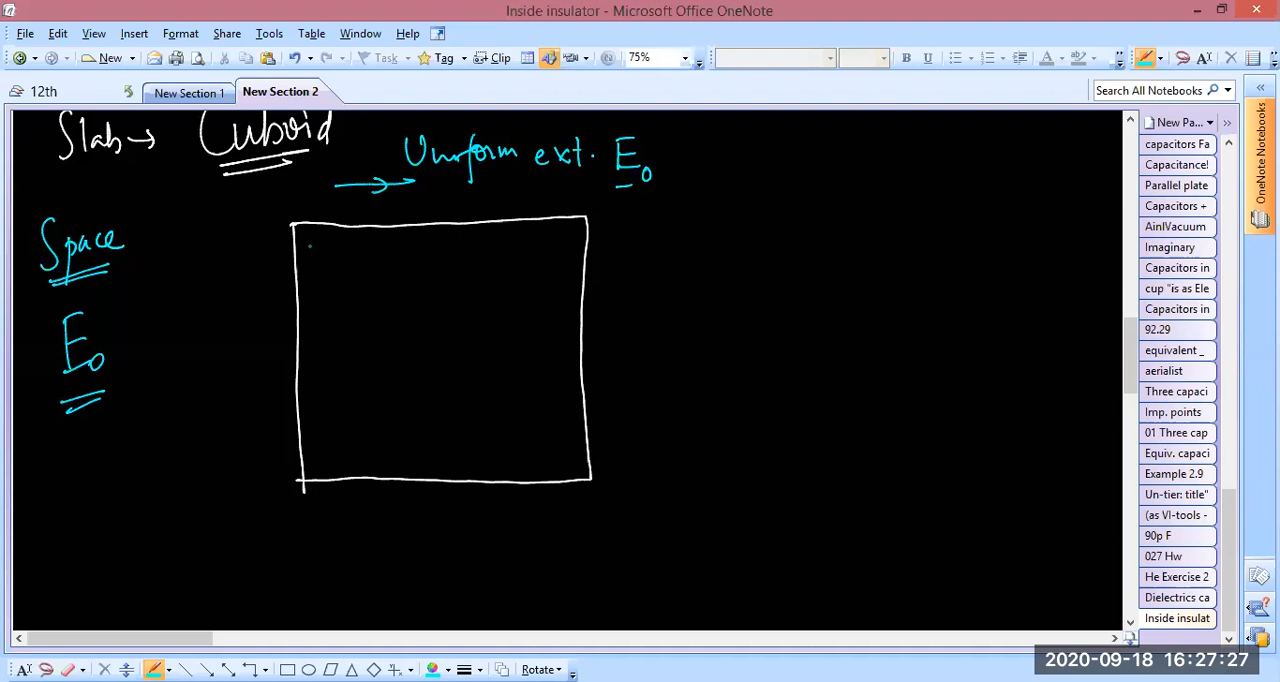 Inside insulator - Microsoft Office OneNote
File Edit View Insert Format Share Tools Table Window Help
New Task Tag Clip 75% B U A ab A
12th New Section 1 New Section 2 Search All Notebooks
Slab→ Cuboid
Uniform ext. E₀
Space
E₀
New Pa...
capacitors Fa
Capacitance!
Parallel plate
Capacitors +
AinlVacuum
Imaginary
Capacitors in
cup "is as Ele
Capacitors in
92.29
equivalent _
aerialist
Three capaci
Imp. points
01 Three cap
Equiv. capaci
Example 2.9
Un-tier: title"
(as VI-tools -
90p F
027 Hw
He Exercise 2
Dielectrics ca
Inside insulat
OneNote Notebooks
Rotate
2020-09-18 16:27:27